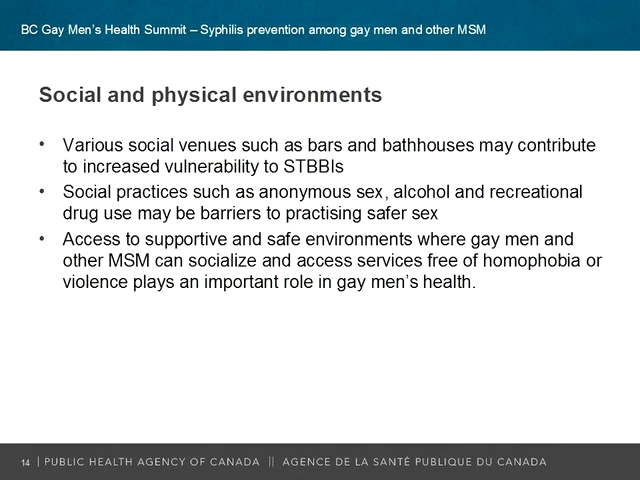 BC Gay Men's Health Summit – Syphilis prevention among gay men and other MSM
Social and physical environments
• Various social venues such as bars and bathhouses may contribute
to increased vulnerability to STBBIs
• Social practices such as anonymous sex, alcohol and recreational
drug use may be barriers to practising safer sex
• Access to supportive and safe environments where gay men and
other MSM can socialize and access services free of homophobia or
violence plays an important role in gay men's health.
14 | PUBLIC HEALTH AGENCY OF CANADA || AGENCE DE LA SANTÉ PUBLIQUE DU CANADA